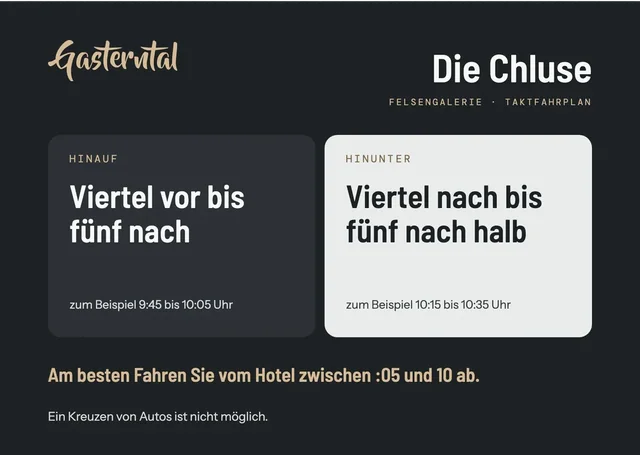 Gasterntal
Die Chluse
FELSENGALERIE · TAKTFAHRPLAN
HINAUF
Viertel vor bis
fünf nach
zum Beispiel 9:45 bis 10:05 Uhr
HINUNTER
Viertel nach bis
fünf nach halb
zum Beispiel 10:15 bis 10:35 Uhr
Am besten Fahren Sie vom Hotel zwischen :05 und 10 ab.
Ein Kreuzen von Autos ist nicht möglich.